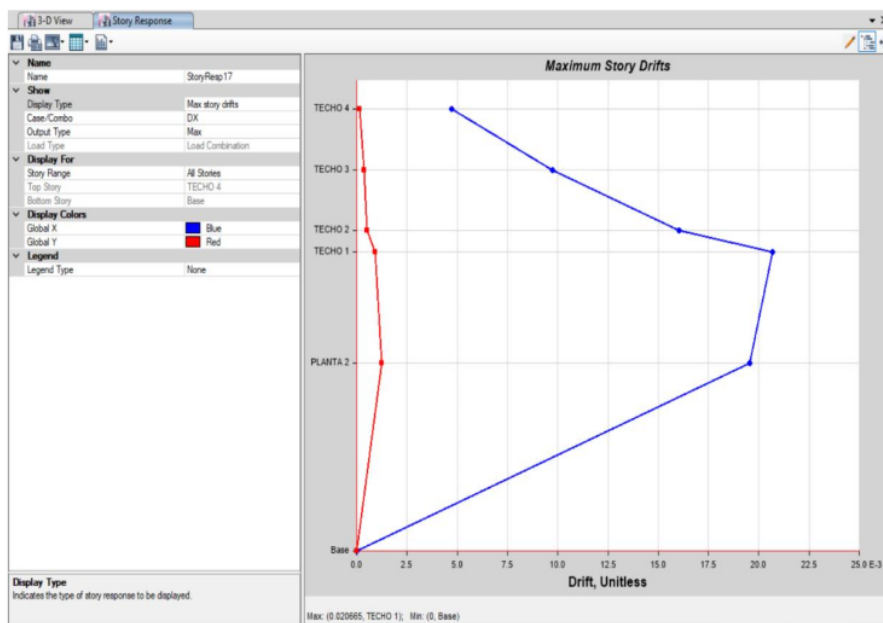 3-D View
Story Response
Name
Name StoryResp17
Show
Display Type Max story drifts
Case/Combo DX
Output Type Max
Load Type Load Combination
Display For
Story Range All Stories
Top Story TECHO 4
Bottom Story Base
Display Colors
Global X Blue
Global Y Red
Legend
Legend Type None
Display Type
Indicates the type of story response to be displayed.
Maximum Story Drifts
TECHO 4
TECHO 3
TECHO 2
TECHO 1
PLANTA 2
Base
0.0 2.5 5.0 7.5 10.0 12.5 15.0 17.5 20.0 22.5 25.0 E-3
Drift, Unitless
Max: (0.020665, TECHO 1); Min: (0, Base)